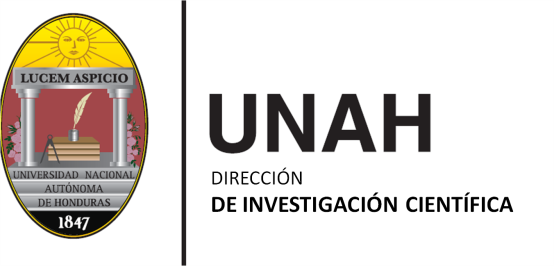 LUCEM ASPICIO
UNIVERSIDAD NACIONAL
AUTÓNOMA
DE HONDURAS
1847
UNAH
DIRECCIÓN
DE INVESTIGACIÓN CIENTÍFICA